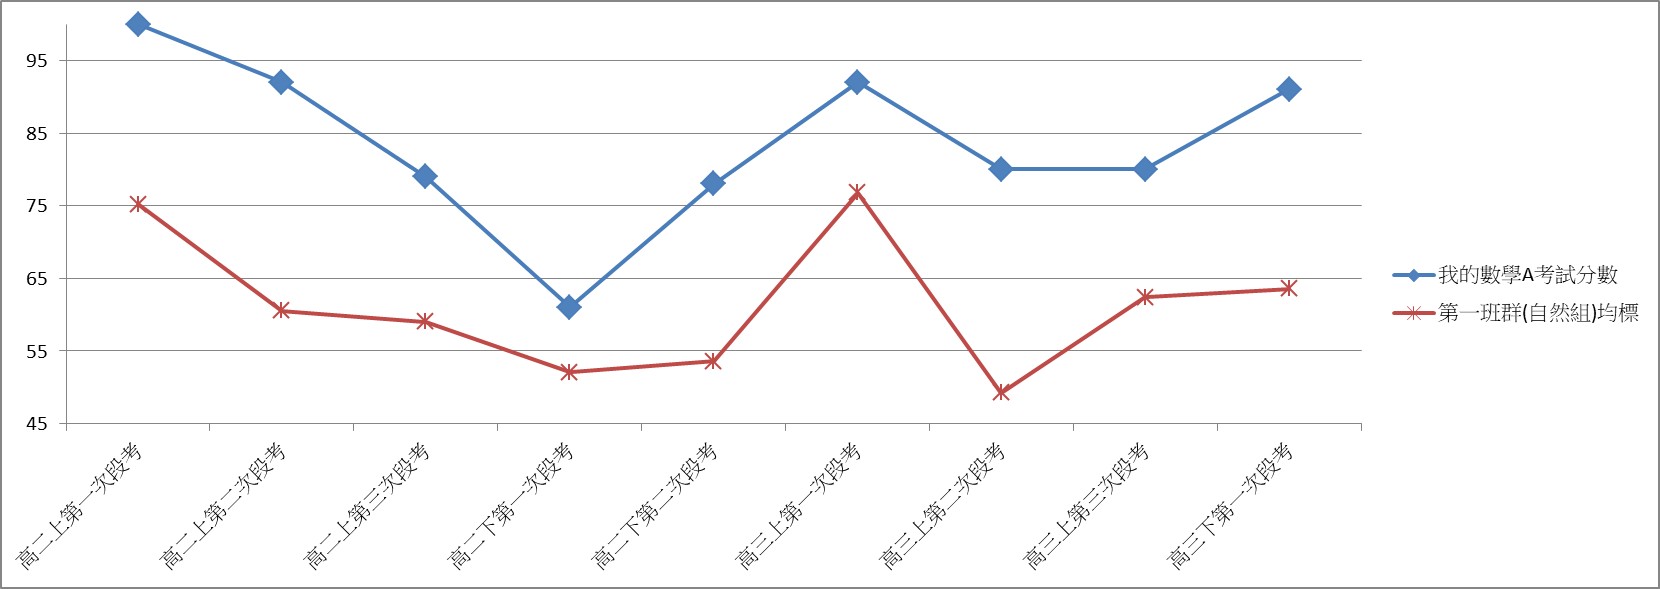 95
85
75
65
55
45
高二上第一次段考
高二上第二次段考
高二上第三次段考
高二下第一次段考
高二下第二次段考
高三上第一次段考
高三上第二次段考
高三上第三次段考
高三下第一次段考
我的數學A考試分數
第一班群(自然組)均標